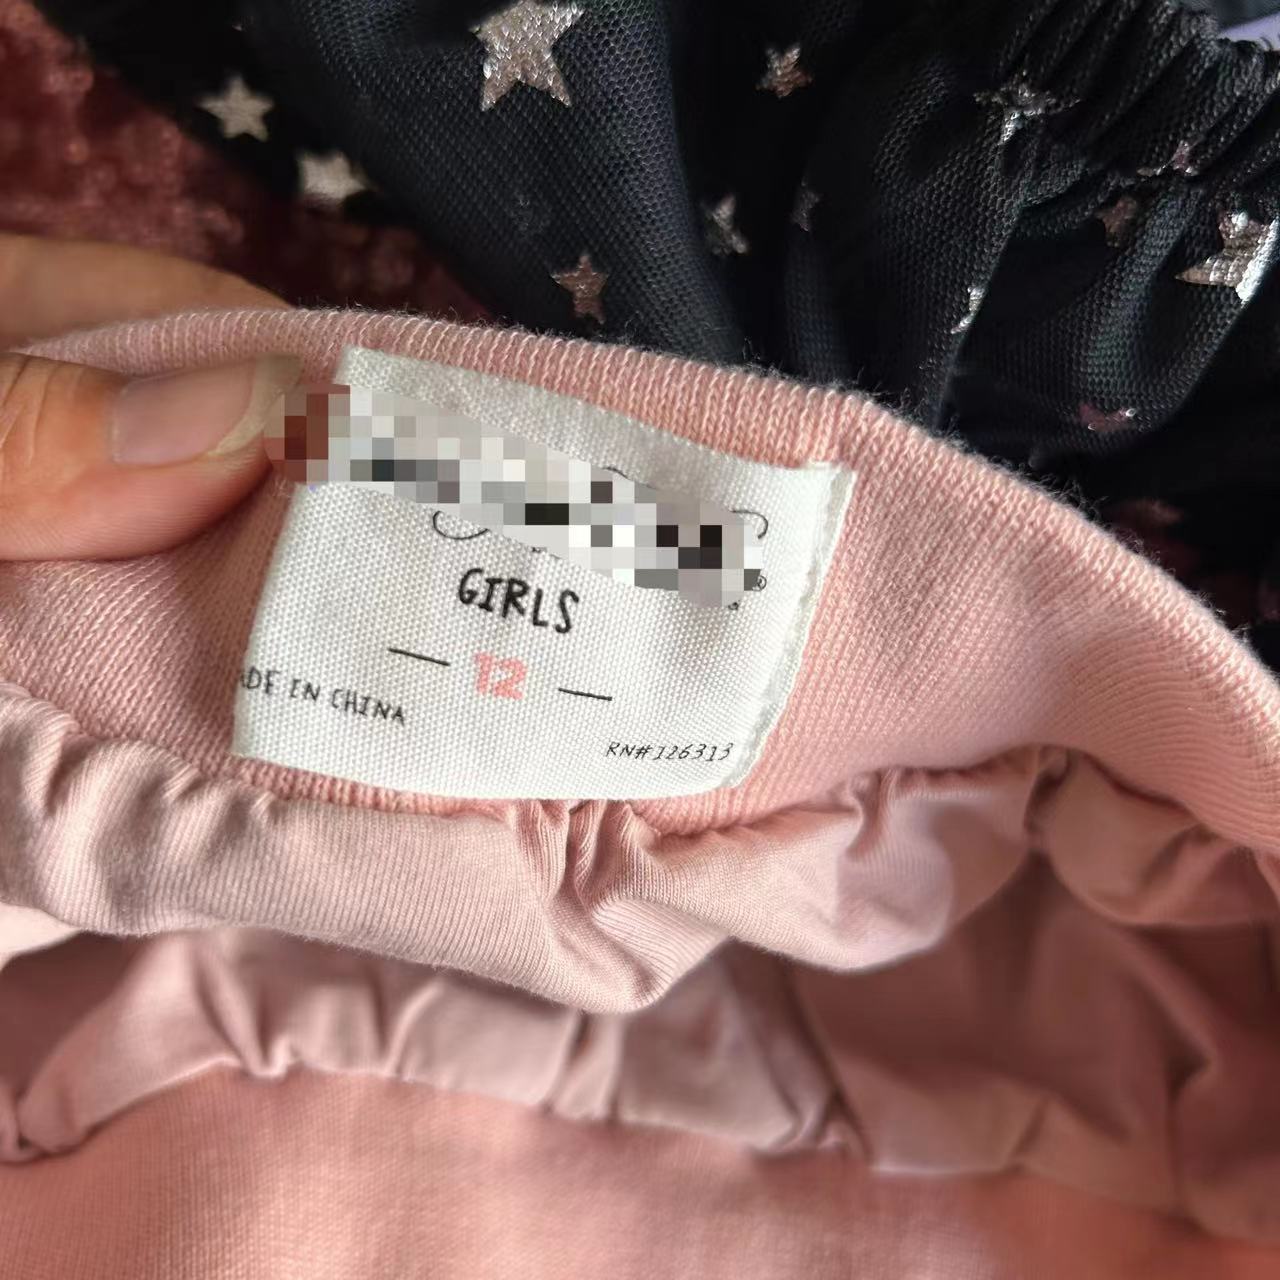 ®
GIRLS
— 12 —
ADE IN CHINA
RN#126313